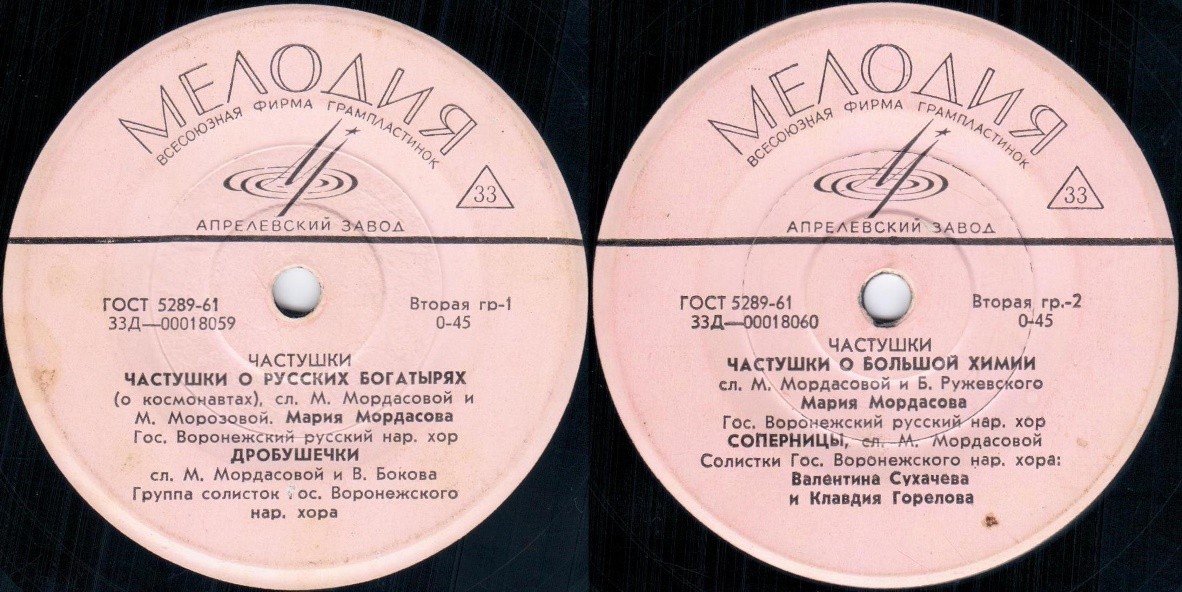 МЕЛОДИЯ
ВСЕСОЮЗНАЯ ФИРМА ГРАМПЛАСТИНОК
33
АПРЕЛЕВСКИЙ ЗАВОД
ГОСТ 5289-61
Вторая гр-1
33Д—00018059
0-45
ЧАСТУШКИ
ЧАСТУШКИ О РУССКИХ БОГАТЫРЯХ
(о космонавтах), сл. М. Мордасовой и
М. Морозовой. Мария Мордасова
Гос. Воронежский русский нар. хор
ДРОБУШЕЧКИ
сл. М. Мордасовой и В. Бокова
Группа солисток Гос. Воронежского
нар. хора
МЕЛОДИЯ
ВСЕСОЮЗНАЯ ФИРМА ГРАМПЛАСТИНОК
33
АПРЕЛЕВСКИЙ ЗАВОД
ГОСТ 5289-61
Вторая гр.-2
33Д—00018060
0-45
ЧАСТУШКИ
ЧАСТУШКИ О БОЛЬШОЙ ХИМИИ
сл. М. Мордасовой и Б. Ружевского
Мария Мордасова
Гос. Воронежский русский нар. хор
СОПЕРНИЦЫ, сл. М. Мордасовой
Солистки Гос. Воронежского нар. хора:
Валентина Сухачева
и Клавдия Горелова